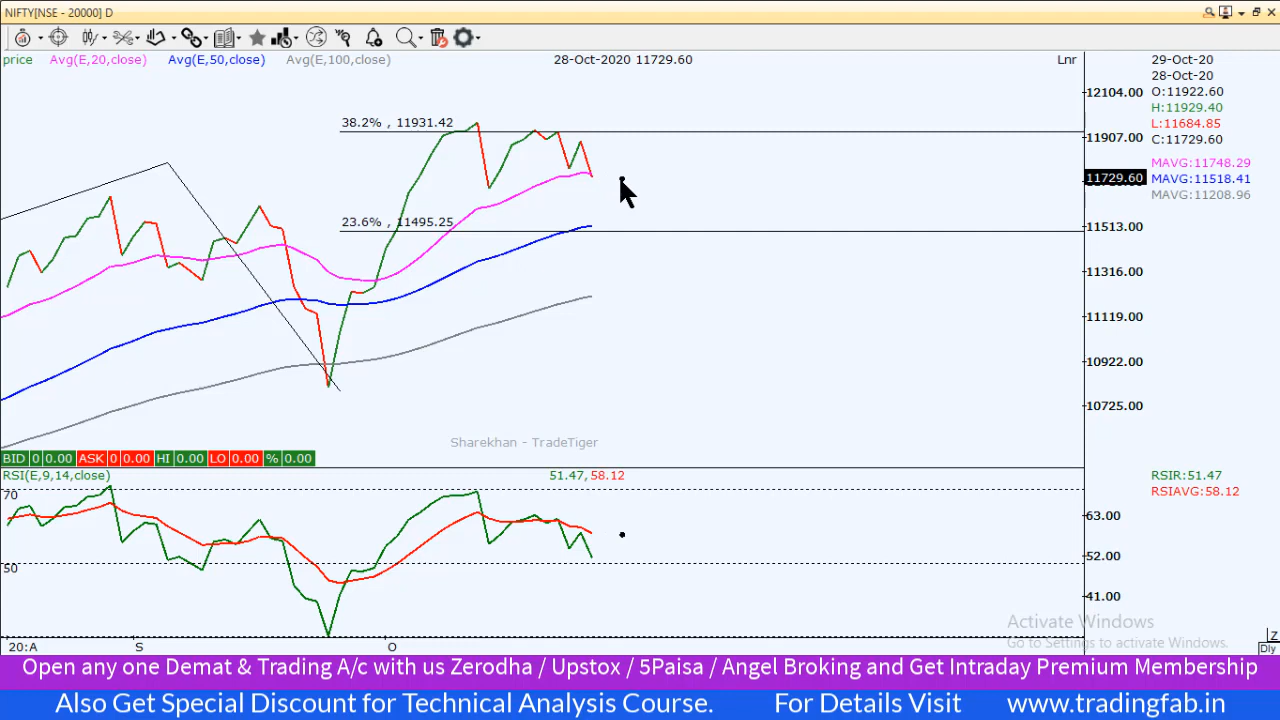 NIFTY[NSE - 20000] D
price Avg(E,20,close) Avg(E,50,close) Avg(E,100,close) 28-Oct-2020 11729.60 Lnr
29-Oct-20
28-Oct-20
O:11922.60
H:11929.40
L:11684.85
C:11729.60
MAVG:11748.29
MAVG:11518.41
MAVG:11208.96
12104.00
11907.00
11729.60
11513.00
11316.00
11119.00
10922.00
10725.00
38.2% , 11931.42
23.6% , 11495.25
Sharekhan - TradeTiger
BID 0 0.00 ASK 0 0.00 HI 0.00 LO 0.00 % 0.00
RSI(E,9,14,close) 51.47, 58.12
RSIR:51.47
RSIAVG:58.12
70
63.00
52.00
50
41.00
Activate Windows
Go to Settings to activate Windows.
20:A S O
Z
Dly
Open any one Demat & Trading A/c with us Zerodha / Upstox / 5Paisa / Angel Broking and Get Intraday Premium Membership
Also Get Special Discount for Technical Analysis Course. For Details Visit www.tradingfab.in